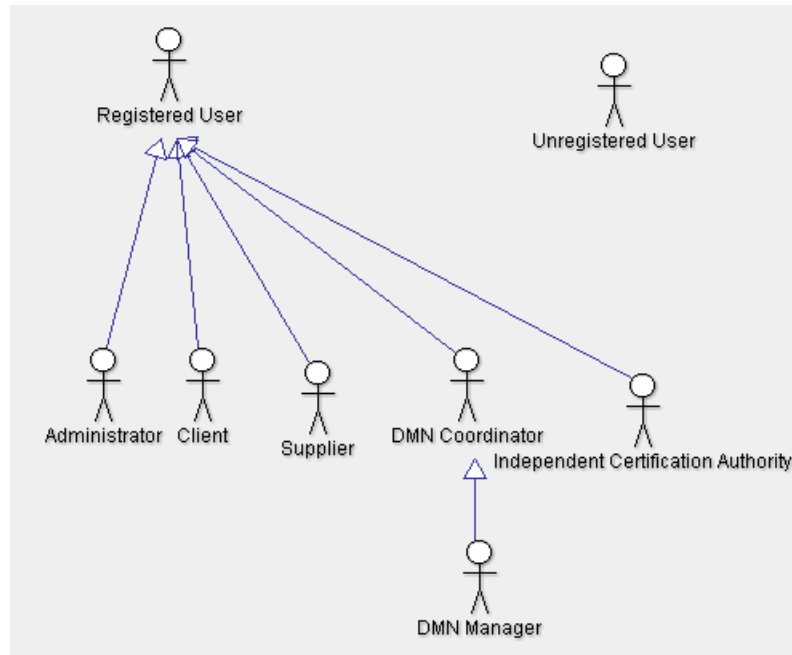 Registered User
Unregistered User
Administrator
Client
Supplier
DMN Coordinator
Independent Certification Authority
DMN Manager